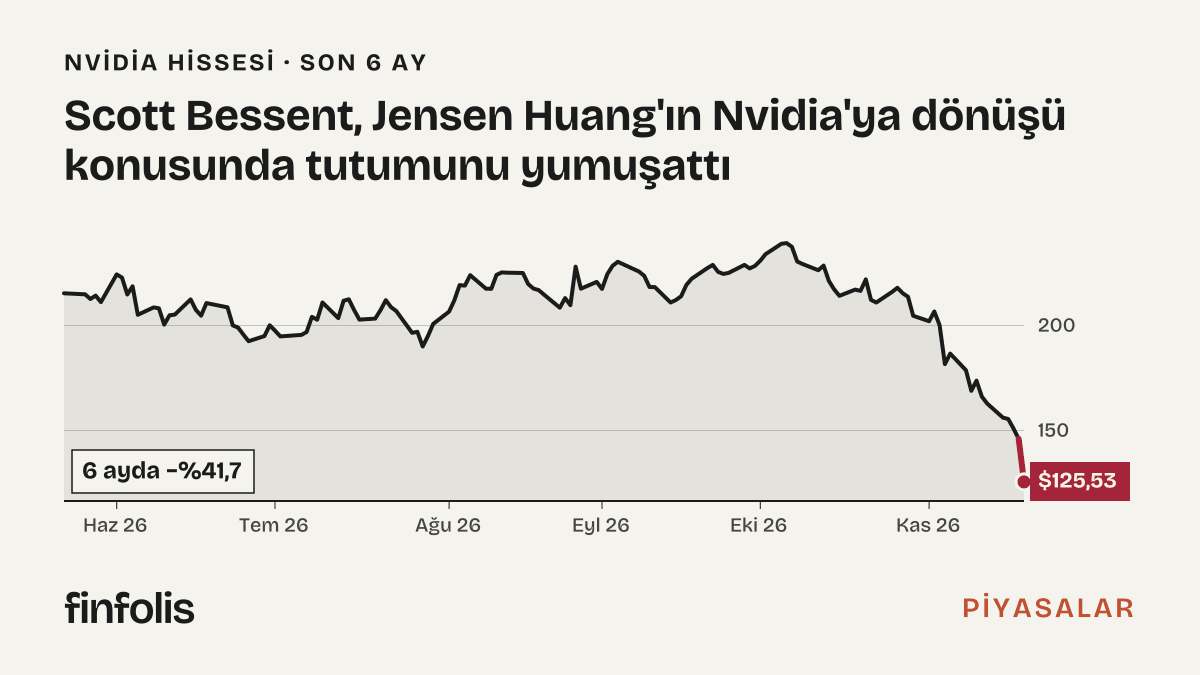 NVİDİA HİSSESİ · SON 6 AY
Scott Bessent, Jensen Huang'ın Nvidia'ya dönüşü
konusunda tutumunu yumuşattı
200
150
6 ayda -%41,7
$125,53
Haz 26 Tem 26 Ağu 26 Eyl 26 Eki 26 Kas 26
finfolis
PİYASALAR